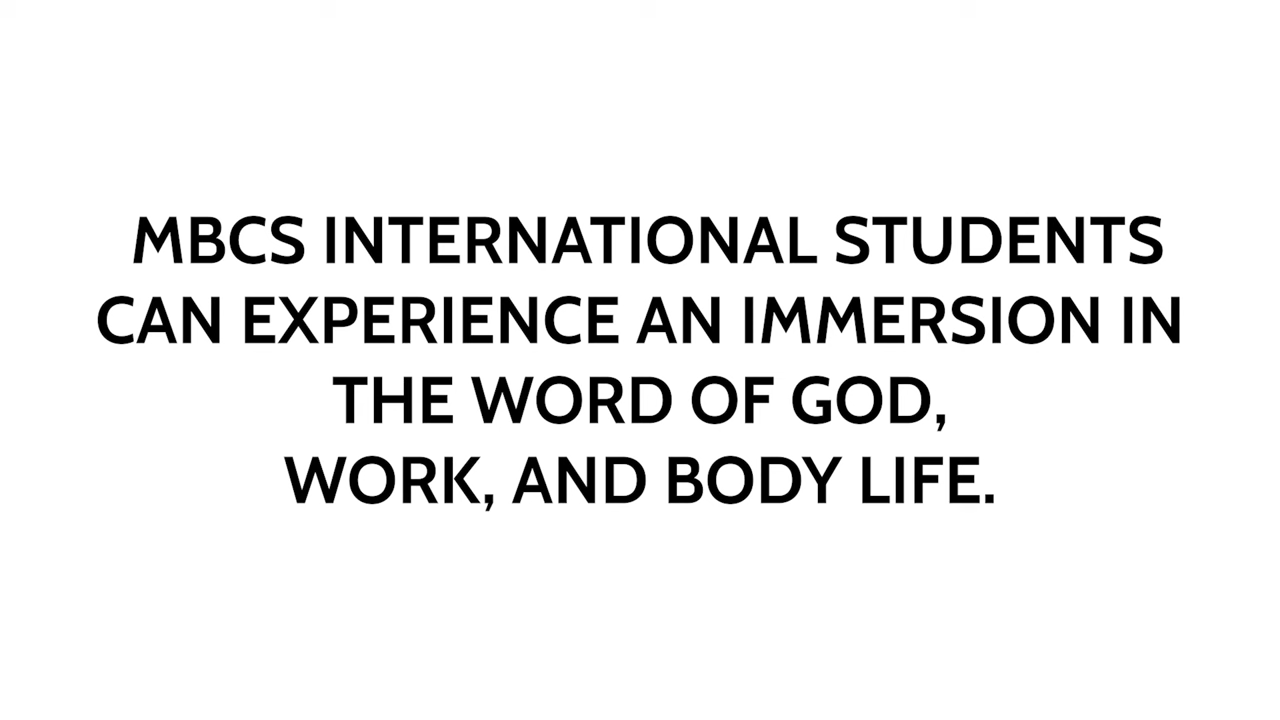 MBCS INTERNATIONAL STUDENTS
CAN EXPERIENCE AN IMMERSION IN
THE WORD OF GOD,
WORK, AND BODY LIFE.